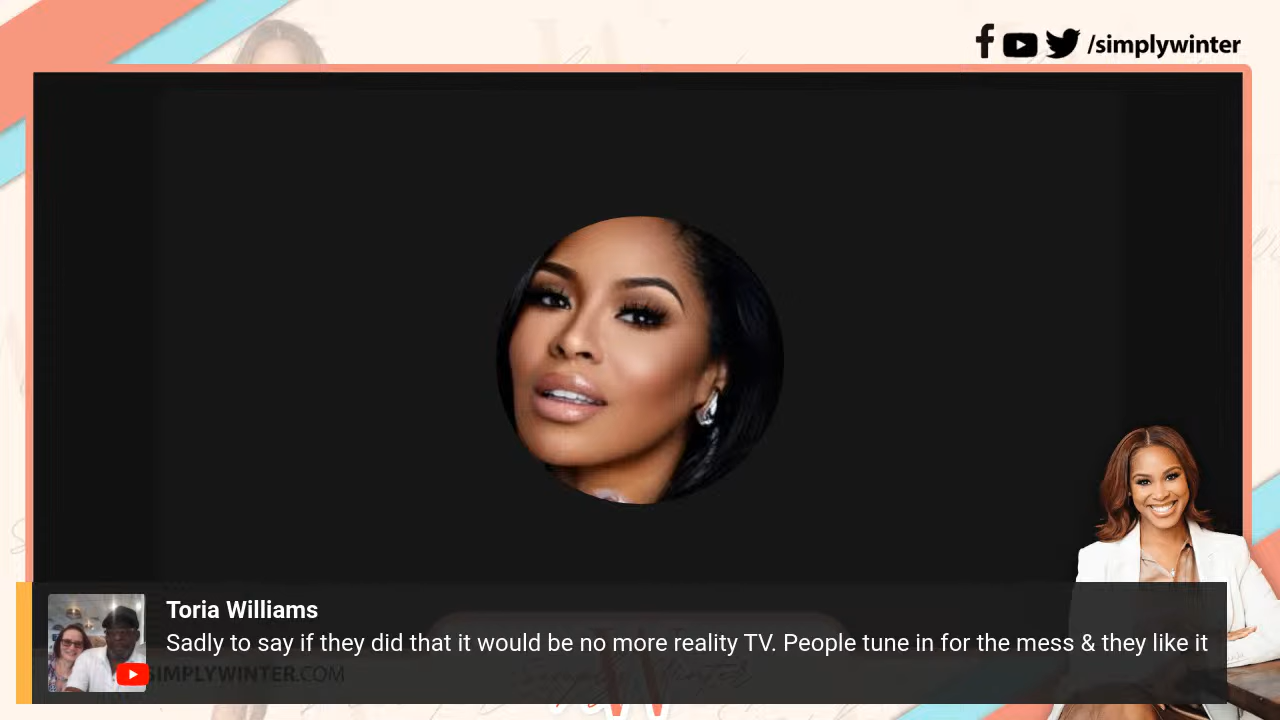 /simplywinter
Toria Williams
Sadly to say if they did that it would be no more reality TV. People tune in for the mess & they like it
SIMPLYWINTER.COM